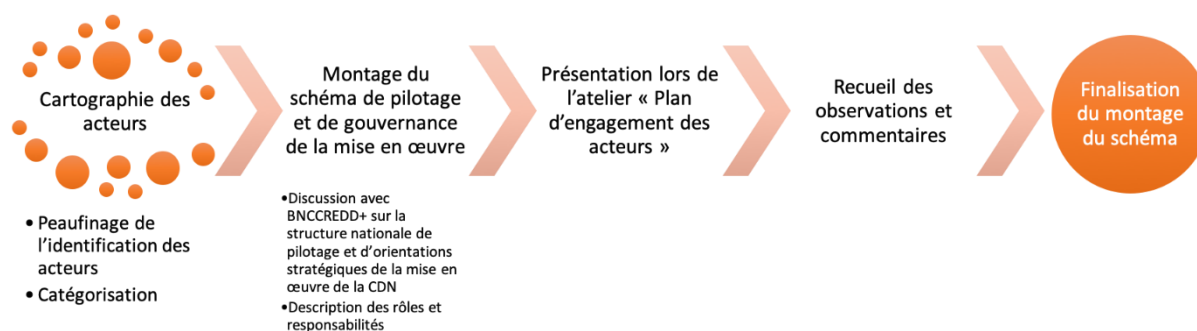 Cartographie des
acteurs
• Peaufinage de
l’identification des
acteurs
• Catégorisation
Montage du
schéma de pilotage
et de gouvernance
de la mise en œuvre
•Discussion avec
BNCCREDD+ sur la
structure nationale de
pilotage et d’orientations
stratégiques de la mise en
œuvre de la CDN
•Description des rôles et
responsabilités
Présentation lors de
l’atelier « Plan
d’engagement des
acteurs »
Recueil des
observations et
commentaires
Finalisation
du montage
du schéma